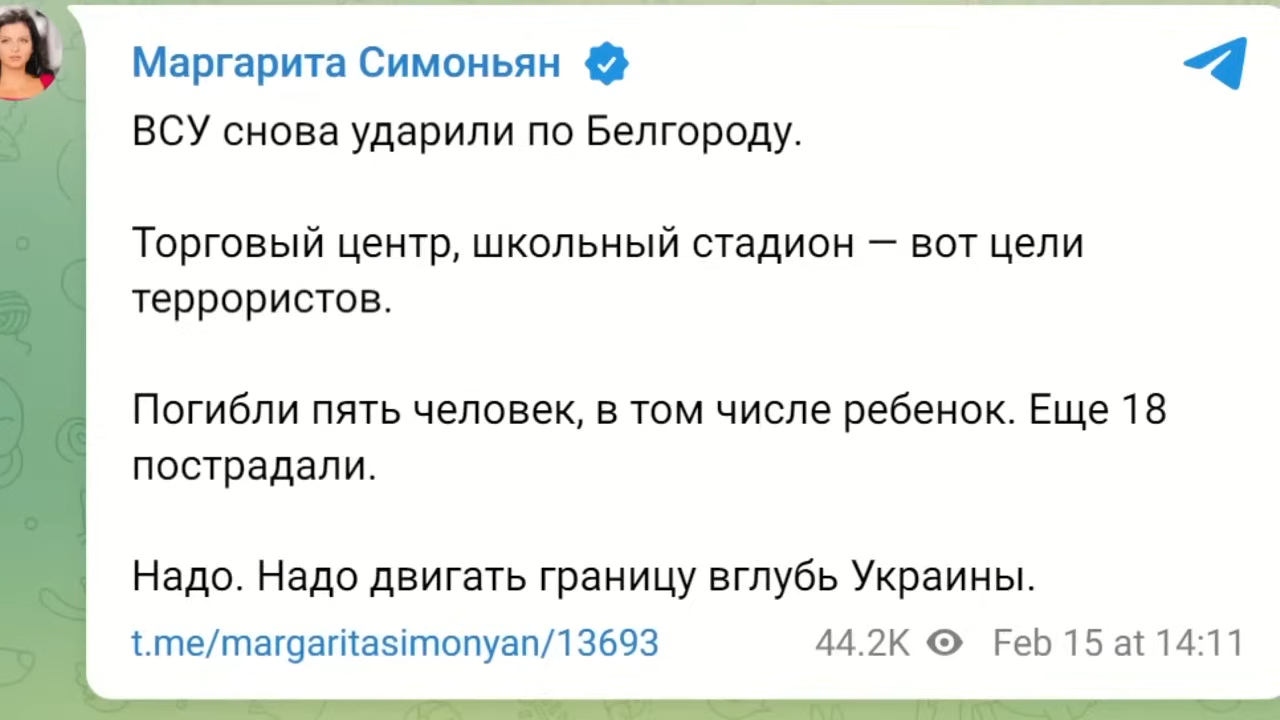 Маргарита Симоньян
ВСУ снова ударили по Белгороду.
Торговый центр, школьный стадион — вот цели
террористов.
Погибли пять человек, в том числе ребенок. Еще 18
пострадали.
Надо. Надо двигать границу вглубь Украины.
t.me/margaritasimonyan/13693 44.2K Feb 15 at 14:11